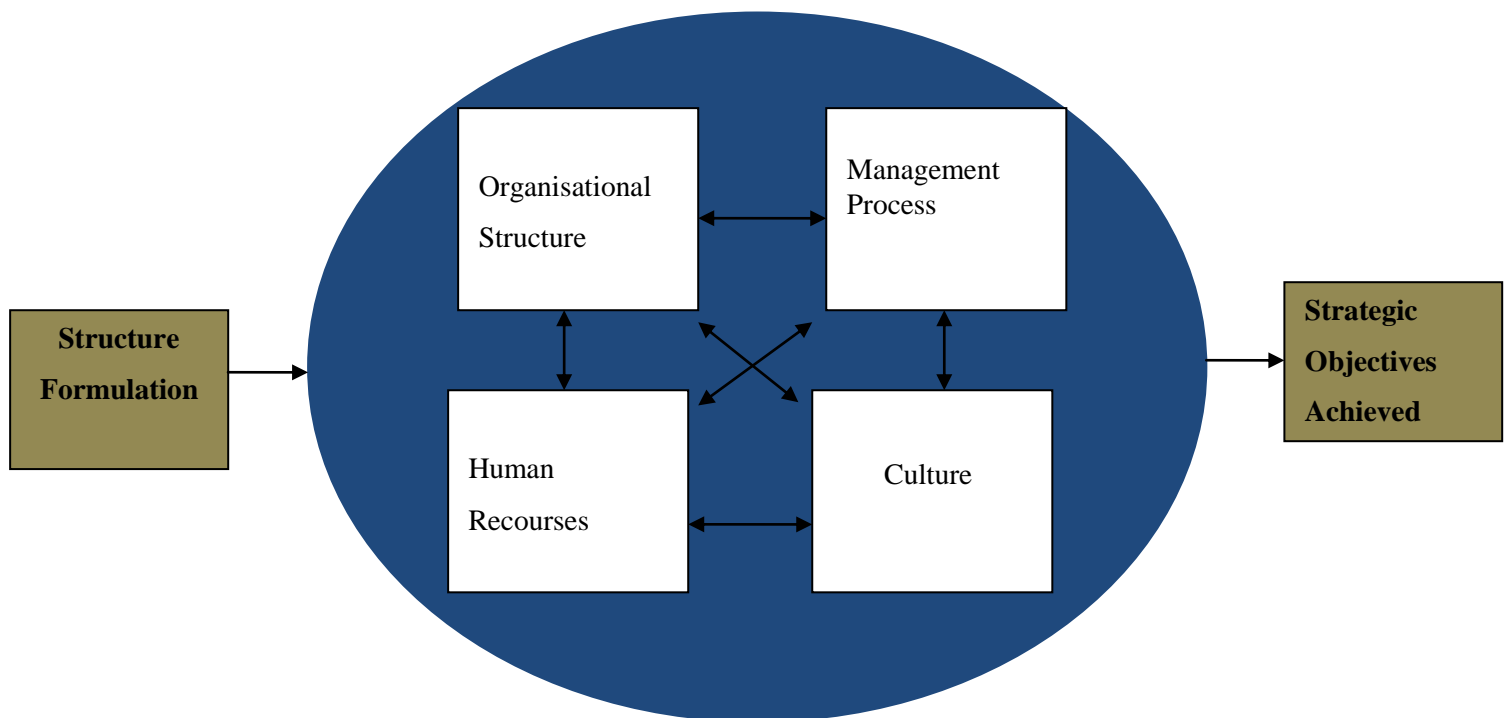 Organisational
Structure
Management
Process
Structure
Formulation
Strategic
Objectives
Achieved
Human
Recourses
Culture